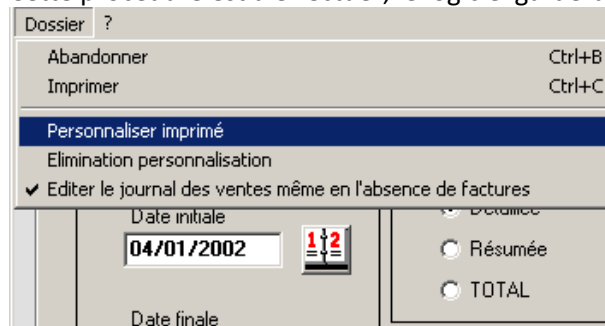 Dossier ?
Abandonner Ctrl+B
Imprimer Ctrl+C
Personnaliser imprimé
Elimination personnalisation
✔ Editer le journal des ventes même en l'absence de factures
Date initiale
04/01/2002
Résumée
TOTAL
Date finale